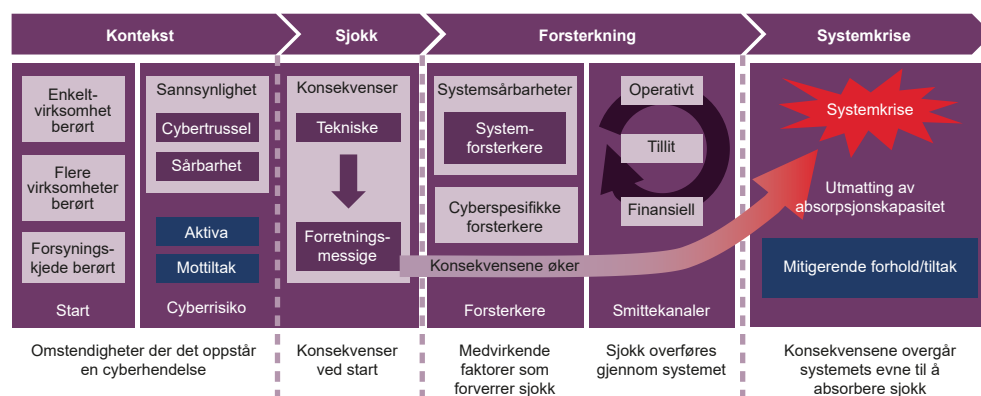 Kontekst
Sjokk
Forsterkning
Systemkrise
Enkelt-
virksomhet
berørt
Flere
virksomheter
berørt
Forsynings-
kjede berørt
Start
Sannsynlighet
Cybertrussel
Sårbarhet
Aktiva
Mottiltak
Cyberrisiko
Konsekvenser
Tekniske
Forretnings-
messige
Systemsårbarheter
System-
forsterkere
Cyberspesifikke
forsterkere
Konsekvensene øker
Forsterkere
Operativt
Tillit
Finansiell
Smittekanaler
Systemkrise
Utmatting av
absorpsjonskapasitet
Mitigerende forhold/tiltak
Omstendigheter der det oppstår
en cyberhendelse
Konsekvenser
ved start
Medvirkende
faktorer som
forverrer sjokk
Sjokk overføres
gjennom systemet
Konsekvensene overgår
systemets evne til å
absorbere sjokk